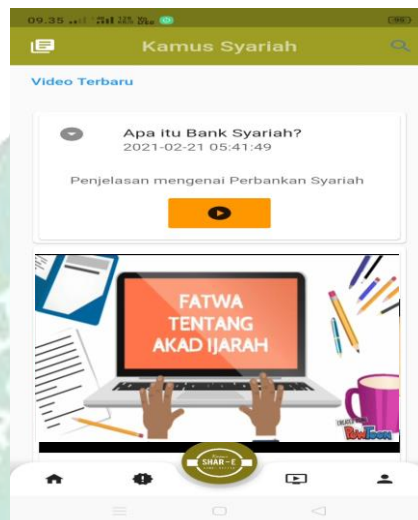 09.35
Kamus Syariah
Video Terbaru
Apa itu Bank Syariah?
2021-02-21 05:41:49
Penjelasan mengenai Perbankan Syariah
FATWA
TENTANG
AKAD IJARAH
PowToon
SHAR-E